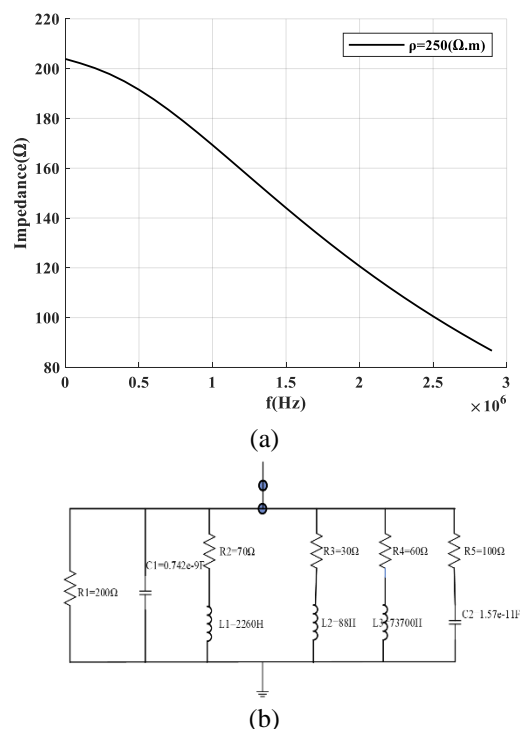 220
200
180
160
140
120
100
80
Impedance(Ω)
ρ=250(Ω.m)
0 0.5 1 1.5 2 2.5 3
f(Hz)
× 10^6
(a)
R1=200Ω
C1=0.742e-9F
R2=70Ω
L1=2260H
R3=30Ω
L2=88H
R4=60Ω
L3=73700H
R5=100Ω
C2=1.57e-11F
(b)